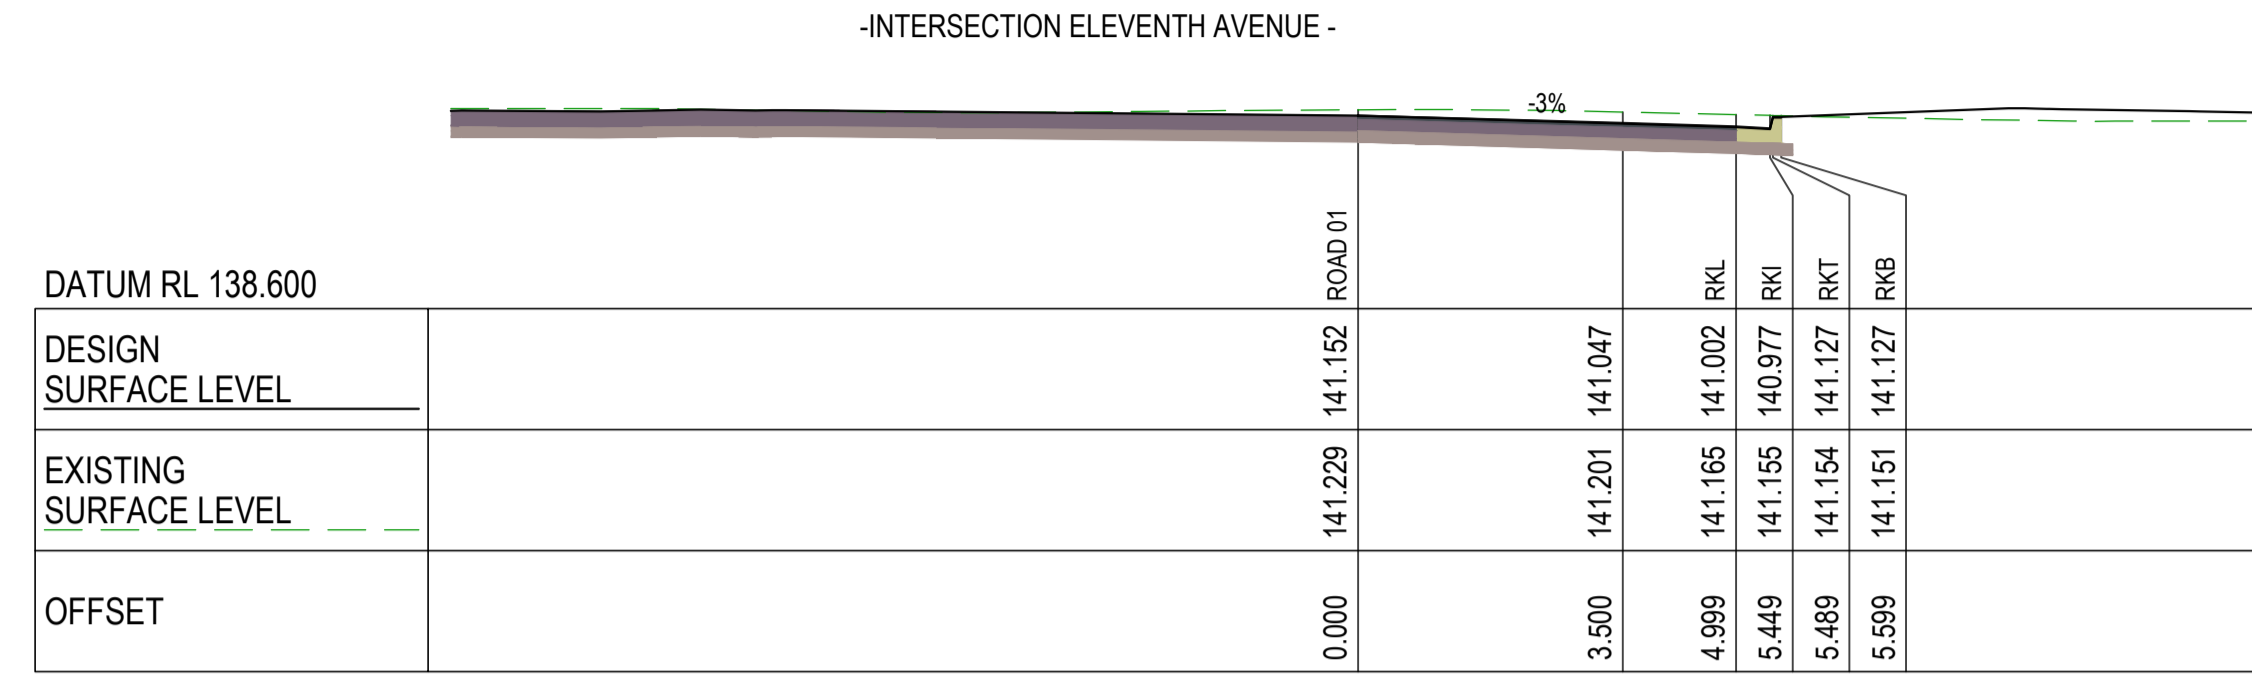 -INTERSECTION ELEVENTH AVENUE -
-3%
ROAD 01
RKL
RKI
RKT
RKB
DATUM RL 138.600
DESIGN
SURFACE LEVEL
141.152
141.047
141.002
140.977
141.127
141.127
EXISTING
SURFACE LEVEL
141.229
141.201
141.165
141.155
141.154
141.151
OFFSET
0.000
3.500
4.999
5.449
5.489
5.599